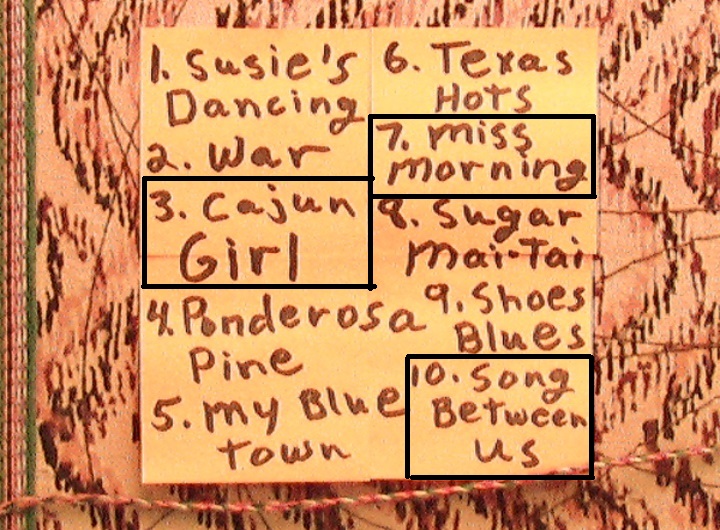 1. Susie's
Dancing
2. War
3. Cajun
Girl
4. Ponderosa
Pine
5. My Blue
Town
6. Texas
Hots
7. Miss
Morning
8. Sugar
Mai-Tai
9. Shoes
Blues
10. Song
Between
Us